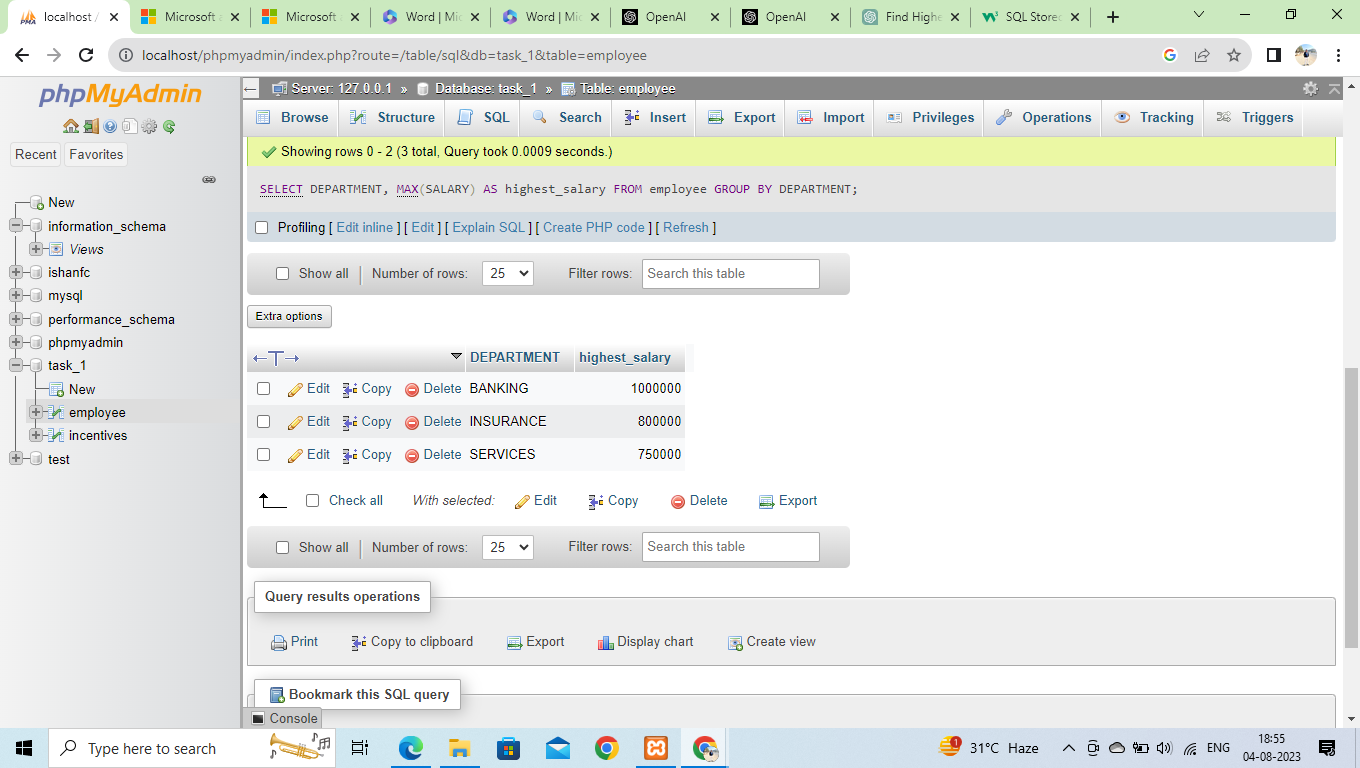 localhost /
Microsoft
Microsoft
Word | Mic
Word | Mic
OpenAI
OpenAI
Find Highe
SQL Stored
localhost/phpmyadmin/index.php?route=/table/sql&db=task_1&table=employee
phpMyAdmin
Recent
Favorites
New
information_schema
Views
ishanfc
mysql
performance_schema
phpmyadmin
task_1
New
employee
incentives
test
Server: 127.0.0.1 » Database: task_1 » Table: employee
Browse
Structure
SQL
Search
Insert
Export
Import
Privileges
Operations
Tracking
Triggers
Showing rows 0 - 2 (3 total, Query took 0.0009 seconds.)
SELECT DEPARTMENT, MAX(SALARY) AS highest_salary FROM employee GROUP BY DEPARTMENT;
Profiling [ Edit inline ] [ Edit ] [ Explain SQL ] [ Create PHP code ] [ Refresh ]
Show all | Number of rows: 25 Filter rows: Search this table
Extra options
←T→ DEPARTMENT highest_salary
Edit Copy Delete BANKING 1000000
Edit Copy Delete INSURANCE 800000
Edit Copy Delete SERVICES 750000
Check all With selected: Edit Copy Delete Export
Show all | Number of rows: 25 Filter rows: Search this table
Query results operations
Print Copy to clipboard Export Display chart Create view
Bookmark this SQL query
Console
Type here to search
1
31°C Haze
ENG
18:55
04-08-2023